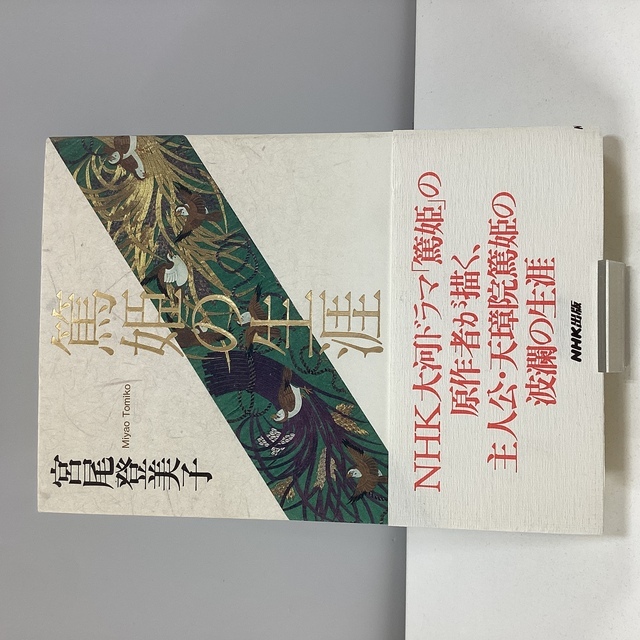 篤姫の生涯
宮尾登美子
Miyao Tomiko
NHK大河ドラマ「篤姫」の
原作者が描く、
主人公・天璋院篤姫の
波瀾の生涯
NHK出版